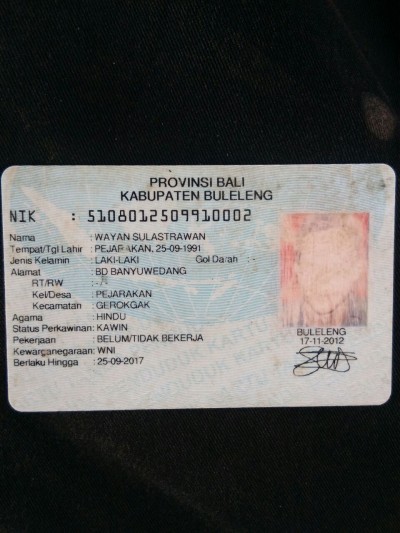 PROVINSI BALI
KABUPATEN BULELENG
NIK : 5108012509910002
Nama : WAYAN SULASTRAWAN
Tempat/Tgl Lahir : PEJARAKAN, 25-09-1991
Jenis Kelamin : LAKI-LAKI Gol Darah : -
Alamat : BD BANYUWEDANG
RT/RW : -/-
Kel/Desa : PEJARAKAN
Kecamatan : GEROKGAK
Agama : HINDU
Status Perkawinan: KAWIN
Pekerjaan : BELUM/TIDAK BEKERJA
Kewarganegaraan: WNI
Berlaku Hingga : 25-09-2017
BULELENG
17-11-2012